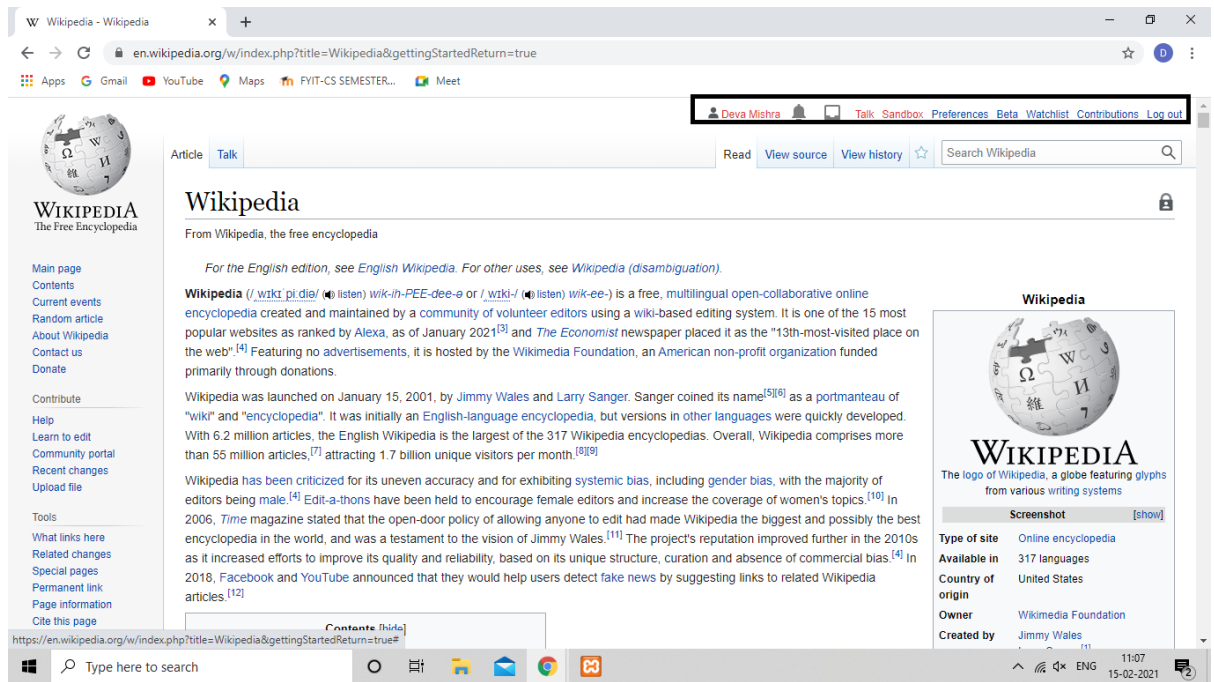 Wikipedia - Wikipedia
en.wikipedia.org/w/index.php?title=Wikipedia&gettingStartedReturn=true
D
Apps Gmail YouTube Maps FYIT-CS SEMESTER... Meet
Deva Mishra Talk Sandbox Preferences Beta Watchlist Contributions Log out
Article Talk Read View source View history Search Wikipedia
WIKIPEDIA
The Free Encyclopedia
Main page
Contents
Current events
Random article
About Wikipedia
Contact us
Donate
Contribute
Help
Learn to edit
Community portal
Recent changes
Upload file
Tools
What links here
Related changes
Special pages
Permanent link
Page information
Cite this page
Wikipedia
From Wikipedia, the free encyclopedia
For the English edition, see English Wikipedia. For other uses, see Wikipedia (disambiguation).
Wikipedia (/ˌwɪkɪˈpiːdiə/ (listen) wik-ih-PEE-dee-ə or /ˌwɪki-/ (listen) wik-ee-) is a free, multilingual open-collaborative online
encyclopedia created and maintained by a community of volunteer editors using a wiki-based editing system. It is one of the 15 most
popular websites as ranked by Alexa, as of January 2021[3] and The Economist newspaper placed it as the "13th-most-visited place on
the web".[4] Featuring no advertisements, it is hosted by the Wikimedia Foundation, an American non-profit organization funded
primarily through donations.
Wikipedia was launched on January 15, 2001, by Jimmy Wales and Larry Sanger. Sanger coined its name[5][6] as a portmanteau of
"wiki" and "encyclopedia". It was initially an English-language encyclopedia, but versions in other languages were quickly developed.
With 6.2 million articles, the English Wikipedia is the largest of the 317 Wikipedia encyclopedias. Overall, Wikipedia comprises more
than 55 million articles,[7] attracting 1.7 billion unique visitors per month.[8][9]
Wikipedia has been criticized for its uneven accuracy and for exhibiting systemic bias, including gender bias, with the majority of
editors being male.[4] Edit-a-thons have been held to encourage female editors and increase the coverage of women's topics.[10] In
2006, Time magazine stated that the open-door policy of allowing anyone to edit had made Wikipedia the biggest and possibly the best
encyclopedia in the world, and was a testament to the vision of Jimmy Wales.[11] The project's reputation improved further in the 2010s
as it increased efforts to improve its quality and reliability, based on its unique structure, curation and absence of commercial bias.[4] In
2018, Facebook and YouTube announced that they would help users detect fake news by suggesting links to related Wikipedia
articles.[12]
Contents [hide]
Wikipedia
WIKIPEDIA
The logo of Wikipedia, a globe featuring glyphs
from various writing systems
Screenshot [show]
Type of site Online encyclopedia
Available in 317 languages
Country of United States
origin
Owner Wikimedia Foundation
Created by Jimmy Wales
https://en.wikipedia.org/w/index.php?title=Wikipedia&gettingStartedReturn=true#
Type here to search
ENG
11:07
15-02-2021
2